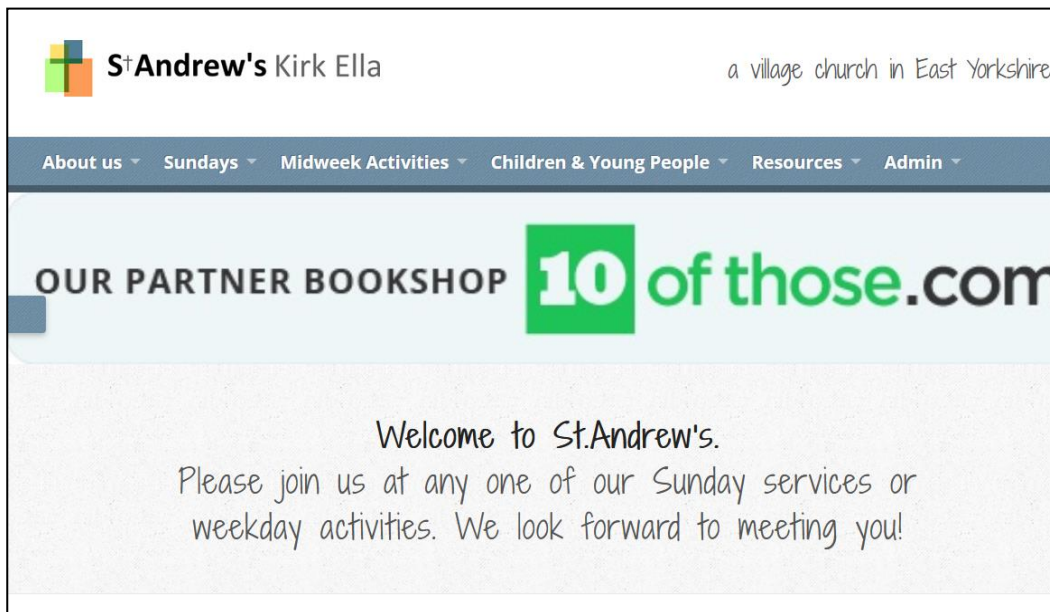 St Andrew's Kirk Ella
a village church in East Yorkshire
About us Sundays Midweek Activities Children & Young People Resources Admin
OUR PARTNER BOOKSHOP 10 of those.com
Welcome to St.Andrew's.
Please join us at any one of our Sunday services or
weekday activities. We look forward to meeting you!